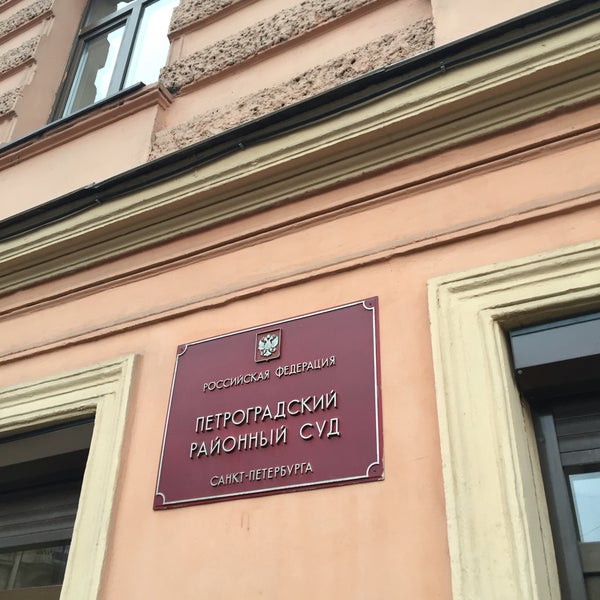 РОССИЙСКАЯ ФЕДЕРАЦИЯ
ПЕТРОГРАДСКИЙ
РАЙОННЫЙ СУД
САНКТ-ПЕТЕРБУРГА